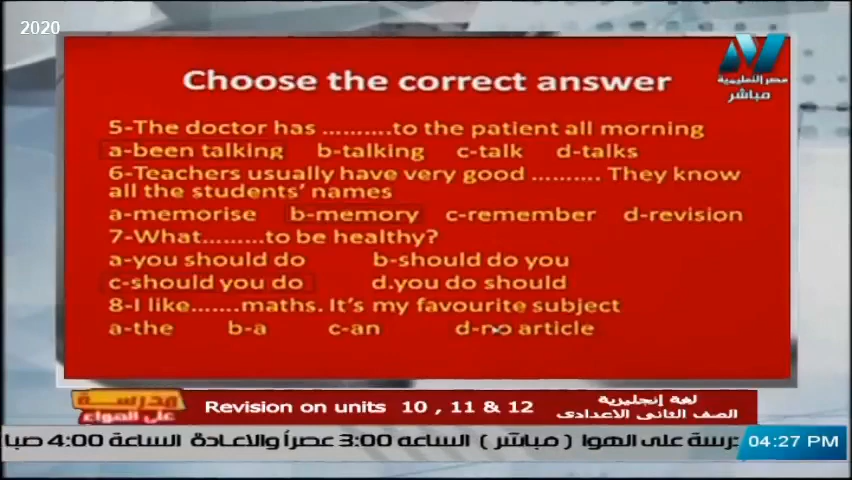 2020
مصر التعليمية
مباشر
Choose the correct answer
5-The doctor has ..........to the patient all morning
a-been talking b-talking c-talk d-talks
6-Teachers usually have very good .......... They know
all the students' names
a-memorise b-memory c-remember d-revision
7-What.........to be healthy?
a-you should do b-should do you
c-should you do d.you do should
8-I like.......maths. It's my favourite subject
a-the b-a c-an d-no article
مدرسة
على الهواء
Revision on units 10 , 11 & 12
لغة إنجليزية
الصف الثانى الاعدادى
درسة على الهوا ( مباشر ) الساعه 3:00 عصراً والاعادة الساعة 4:00 صبا
04:27 PM